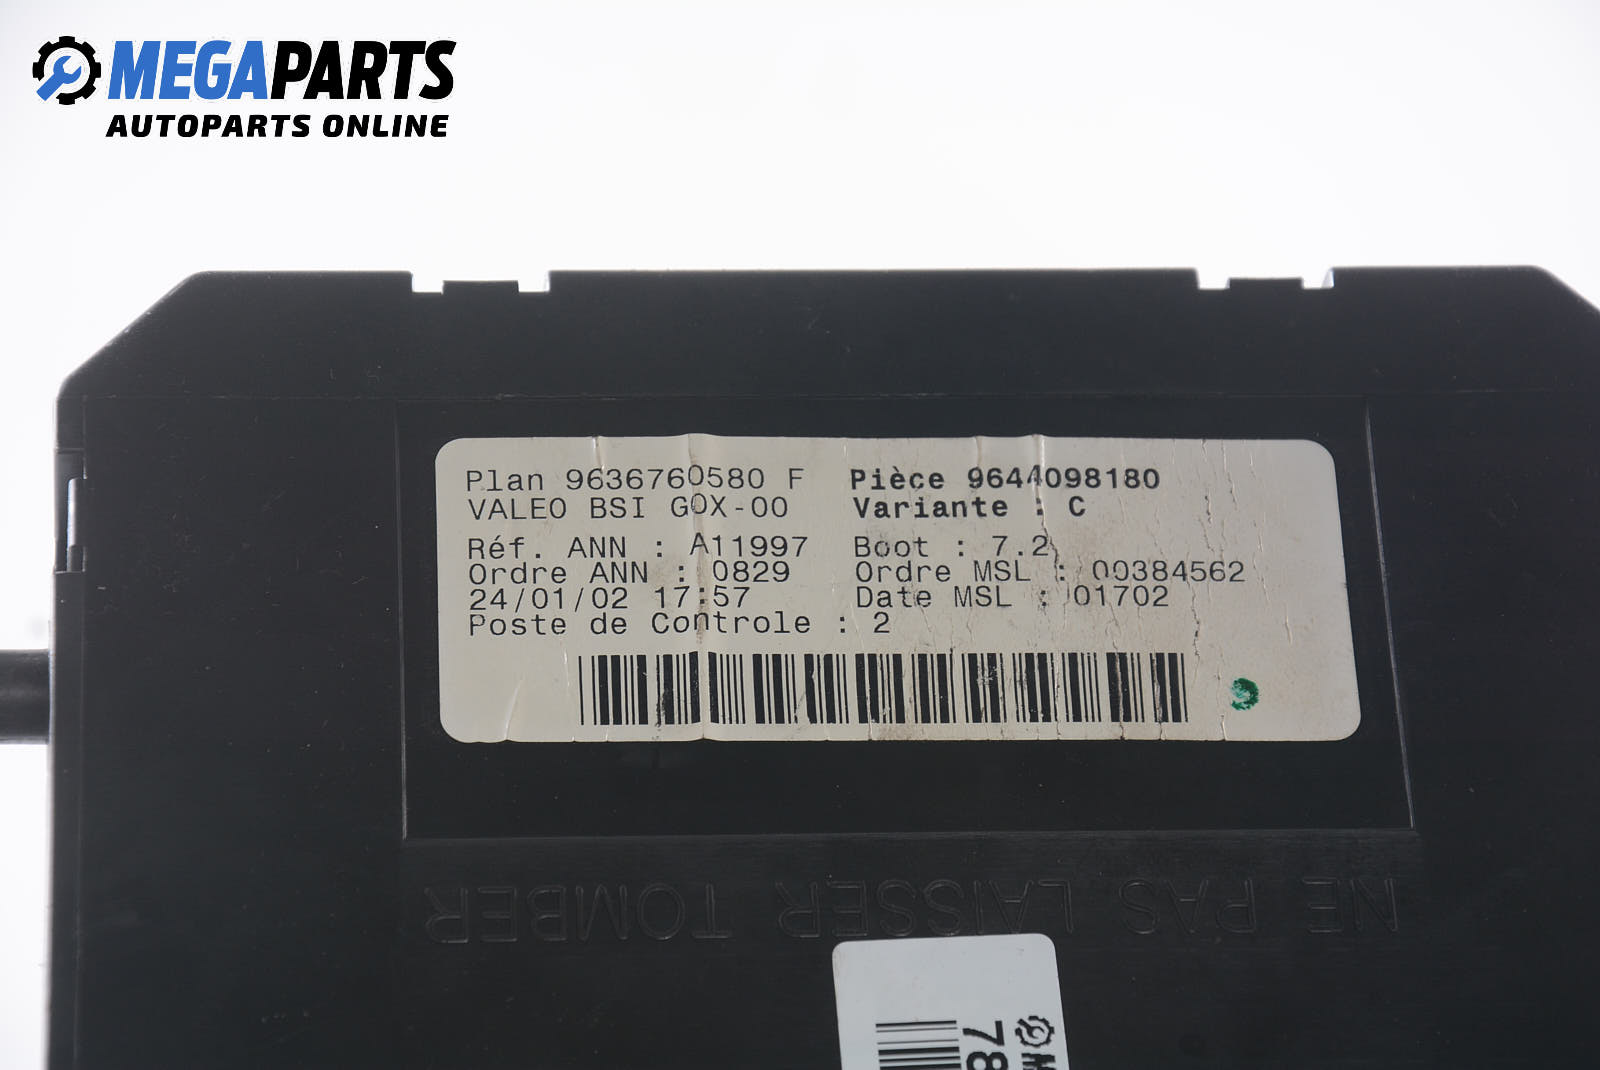 MEGAPARTS
AUTOPARTS ONLINE
Plan 9636760580 F Pièce 9644098180
VALEO BSI G0X-00 Variante : C
Réf. ANN : A11997 Boot : 7.2
Ordre ANN : 0829 Ordre MSL : 00384562
24/01/02 17:57 Date MSL : 01702
Poste de Controle : 2
NE PAS LAISSER TOMBER
78